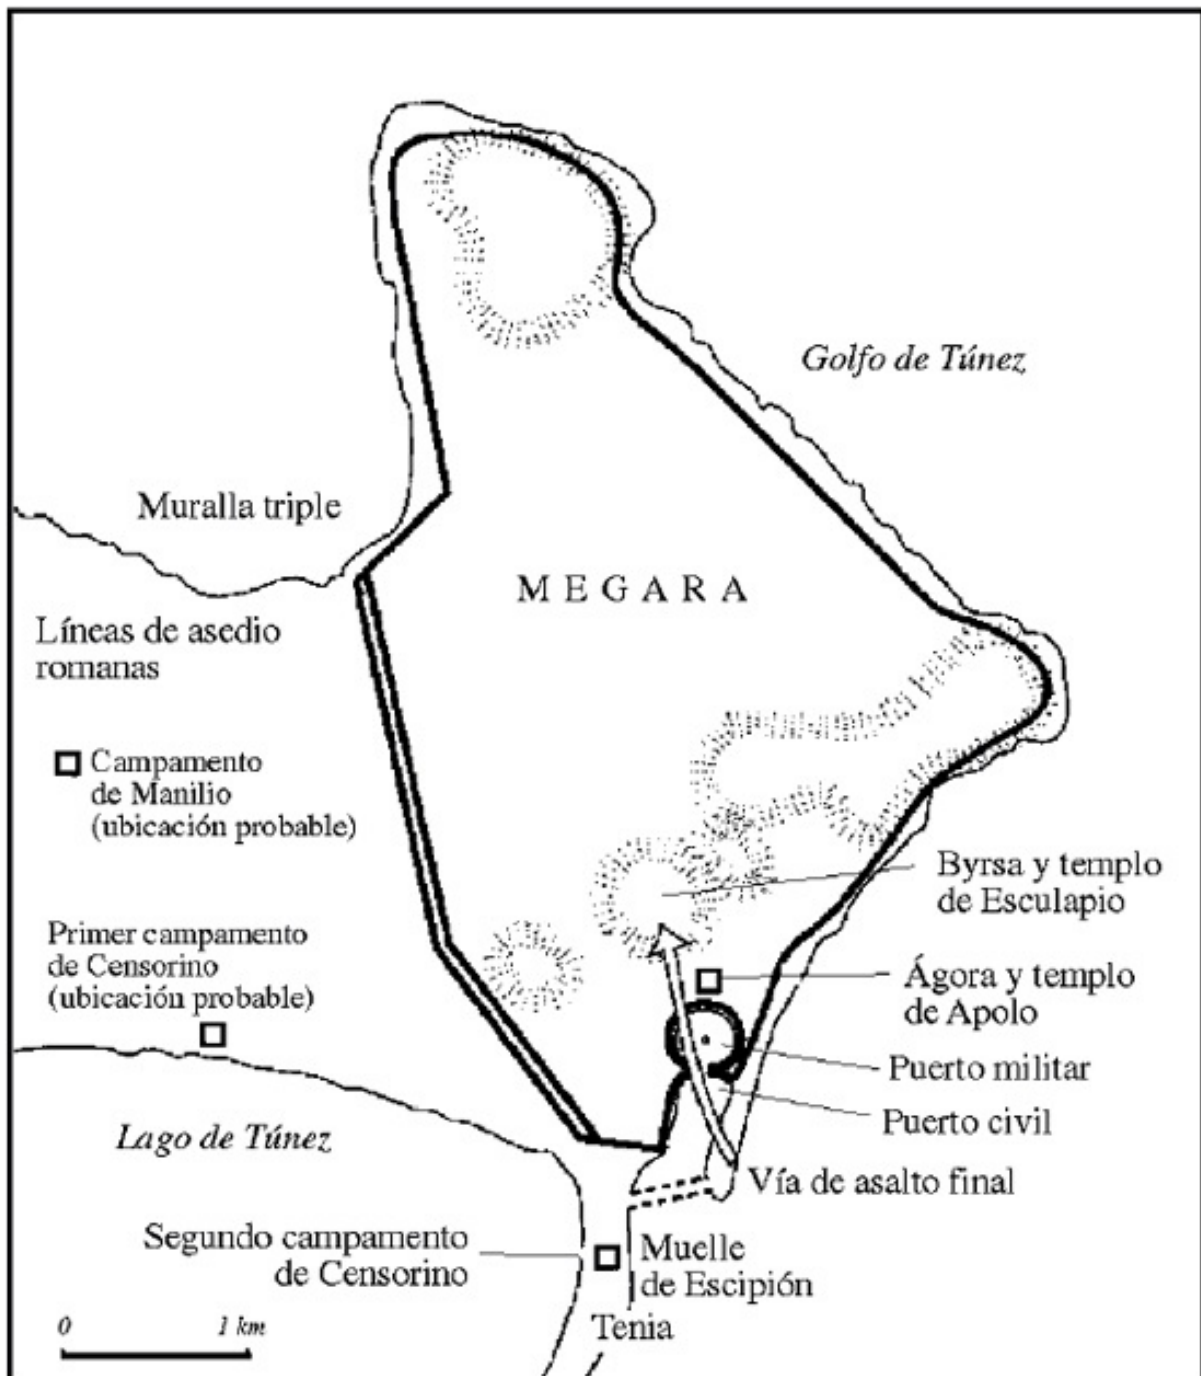 Golfo de Túnez
Muralla triple
MEGARA
Líneas de asedio
romanas
Campamento
de Manilio
(ubicación probable)
Byrsa y templo
de Esculapio
Primer campamento
de Censorino
(ubicación probable)
Ágora y templo
de Apolo
Puerto militar
Puerto civil
Lago de Túnez
Vía de asalto final
Segundo campamento
de Censorino
Muelle
de Escipión
Tenia
0 1 km